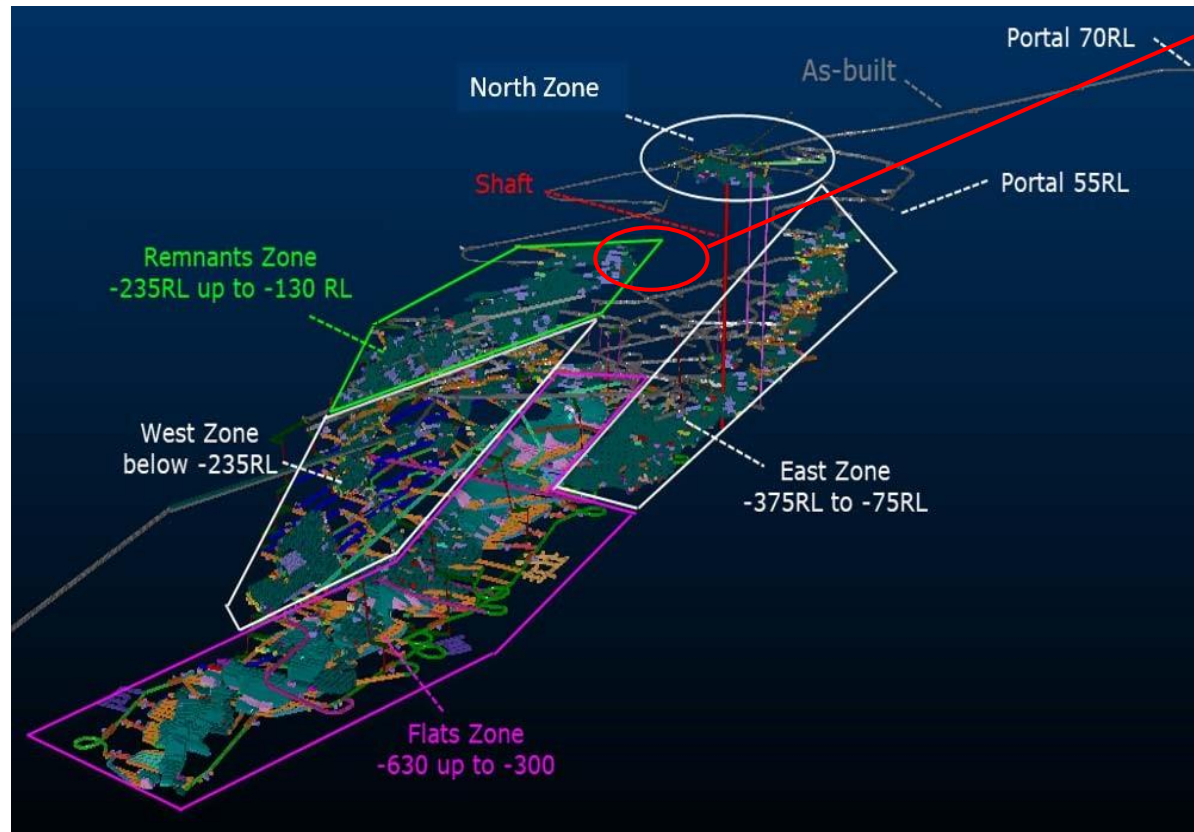 Portal 70RL
As-built
North Zone
Shaft
Portal 55RL
Remnants Zone
-235RL up to -130 RL
West Zone
below -235RL
East Zone
-375RL to -75RL
Flats Zone
-630 up to -300